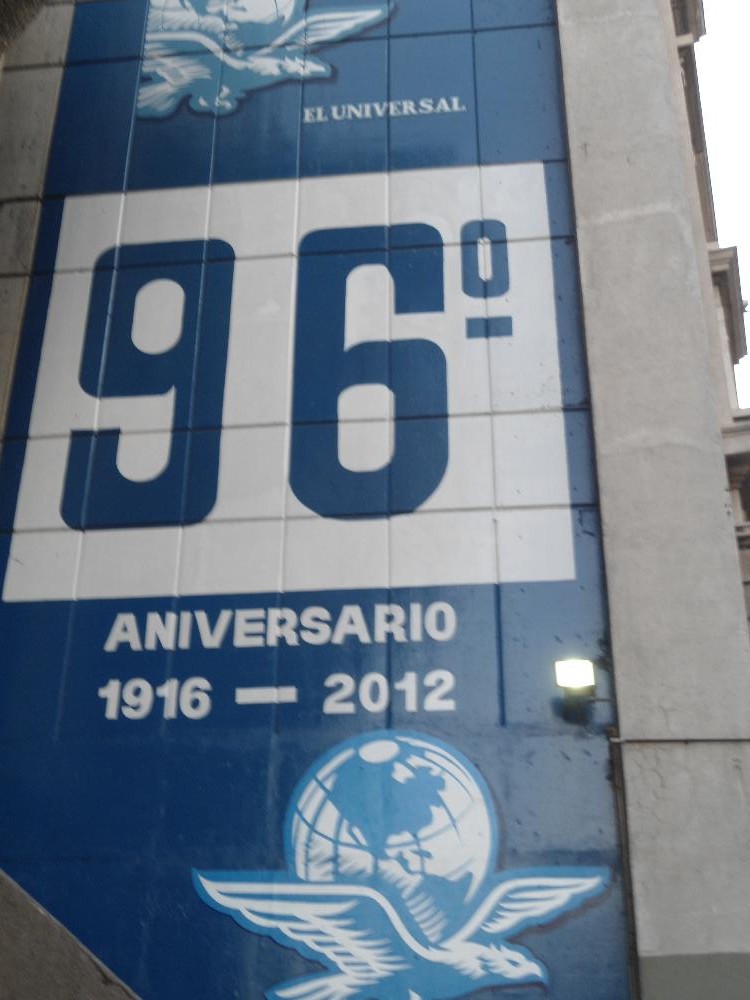 EL UNIVERSAL
96º
ANIVERSARIO
1916 — 2012